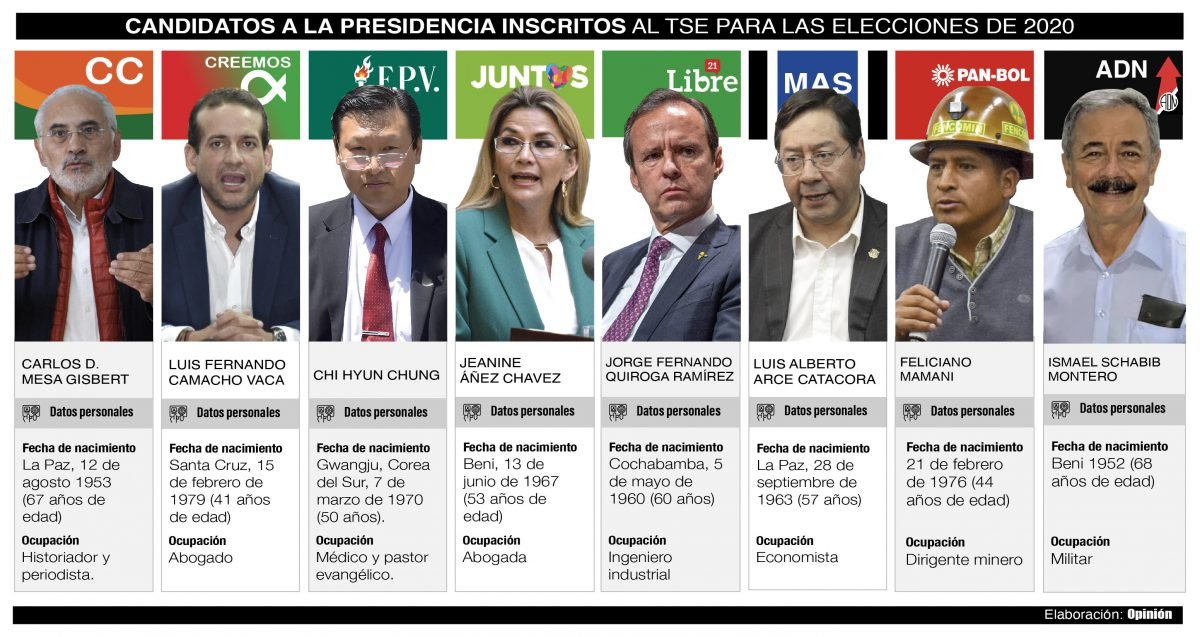 CANDIDATOS A LA PRESIDENCIA INSCRITOS AL TSE PARA LAS ELECCIONES DE 2020
CC
CARLOS D.
MESA GISBERT
Datos personales
Fecha de nacimiento
La Paz, 12 de
agosto 1953
(67 años de
edad)
Ocupación
Historiador y
periodista.
CREEMOS
LUIS FERNANDO
CAMACHO VACA
Datos personales
Fecha de nacimiento
Santa Cruz, 15
de febrero de
1979 (41 años
de edad)
Ocupación
Abogado
F.P.V.
CHI HYUN CHUNG
Datos personales
Fecha de nacimiento
Gwangju, Corea
del Sur, 7 de
marzo de 1970
(50 años).
Ocupación
Médico y pastor
evangélico.
JUNTOS
JEANINE
ÁÑEZ CHAVEZ
Datos personales
Fecha de nacimiento
Beni, 13 de
junio de 1967
(53 años de
edad)
Ocupación
Abogada
21
Libre
JORGE FERNANDO
QUIROGA RAMÍREZ
Datos personales
Fecha de nacimiento
Cochabamba, 5
de mayo de
1960 (60 años)
Ocupación
Ingeniero
industrial
MAS
LUIS ALBERTO
ARCE CATACORA
Datos personales
Fecha de nacimiento
La Paz, 28 de
septiembre de
1963 (57 años)
Ocupación
Economista
PAN-BOL
FENCOMIN
FENCOM
FELICIANO
MAMANI
Datos personales
Fecha de nacimiento
21 de febrero
de 1976 (44
años de edad)
Ocupación
Dirigente minero
ADN
ADN
ISMAEL SCHABIB
MONTERO
Datos personales
Fecha de nacimiento
Beni 1952 (68
años de edad)
Ocupación
Militar
Elaboración: Opinión